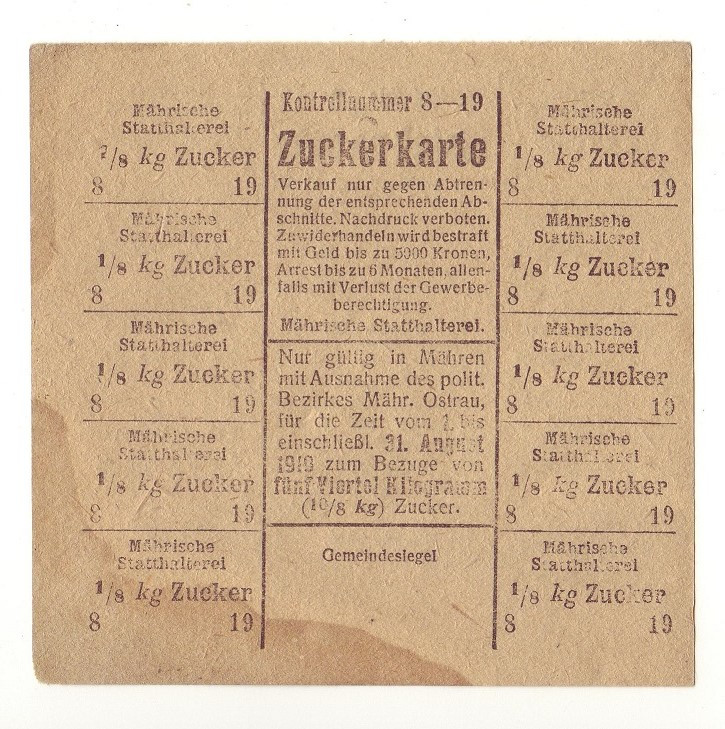 Mährische
Statthalterei
1/8 kg Zucker
8 19
Mährische
Statthalterei
1/8 kg Zucker
8 19
Mährische
Statthalterei
1/8 kg Zucker
8 19
Mährische
Statthalterei
1/8 kg Zucker
8 19
Mährische
Statthalterei
1/8 kg Zucker
8 19
Kontrollnummer 8—19
Zuckerkarte
Verkauf nur gegen Abtren-
nung der entsprechenden Ab-
schnitte. Nachdruck verboten.
Zuwiderhandeln wird bestraft
mit Geld bis zu 5000 Kronen,
Arrest bis zu 6 Monaten, allen-
falls mit Verlust der Gewerbe-
berechtigung.
Mährische Statthalterei.
Nur gültig in Mähren
mit Ausnahme des polit.
Bezirkes Mähr. Ostrau,
für die Zeit vom 1. bis
einschließl. 31. August
1919 zum Bezuge von
fünf Viertel Kilogramm
(10/8 kg) Zucker.
Gemeindesiegel
Mährische
Statthalterei
1/8 kg Zucker
8 19
Mährische
Statthalterei
1/8 kg Zucker
8 19
Mährische
Statthalterei
1/8 kg Zucker
8 19
Mährische
Statthalterei
1/8 kg Zucker
8 19
Mährische
Statthalterei
1/8 kg Zucker
8 19